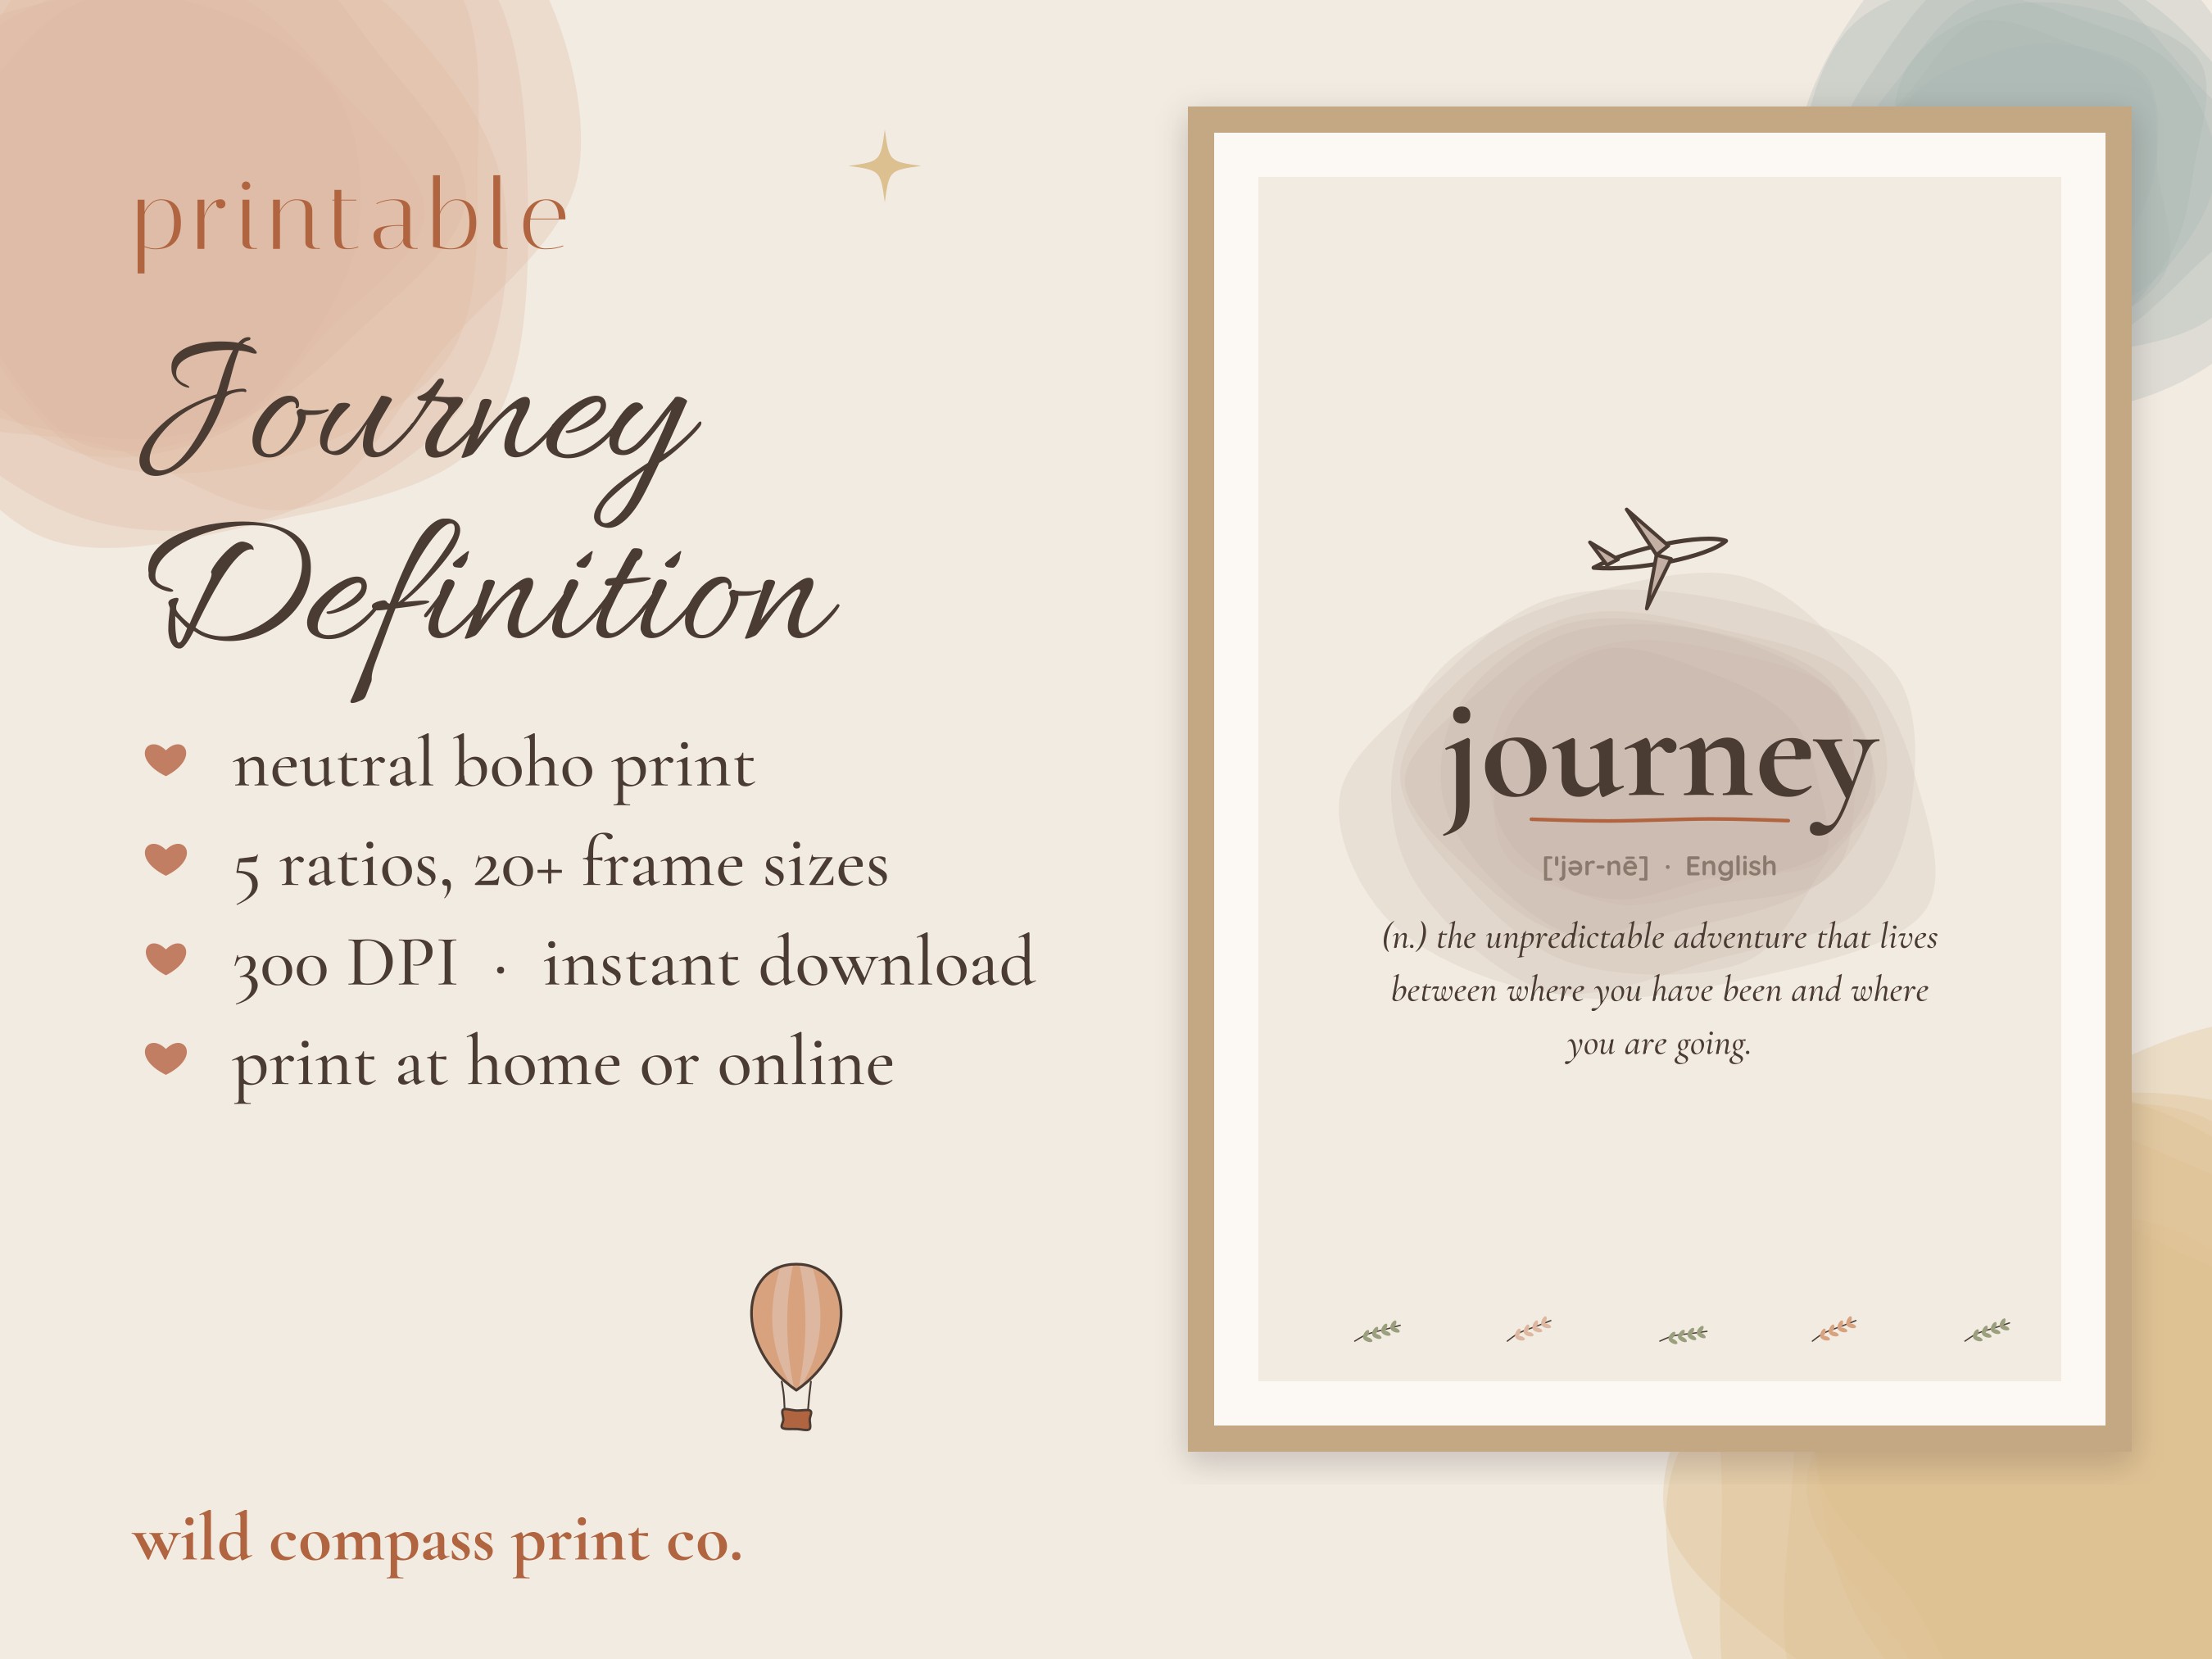 printable
Journey
Definition
neutral boho print
5 ratios, 20+ frame sizes
300 DPI · instant download
print at home or online
wild compass print co.
journey
['jər-nē] · English
(n.) the unpredictable adventure that lives
between where you have been and where
you are going.